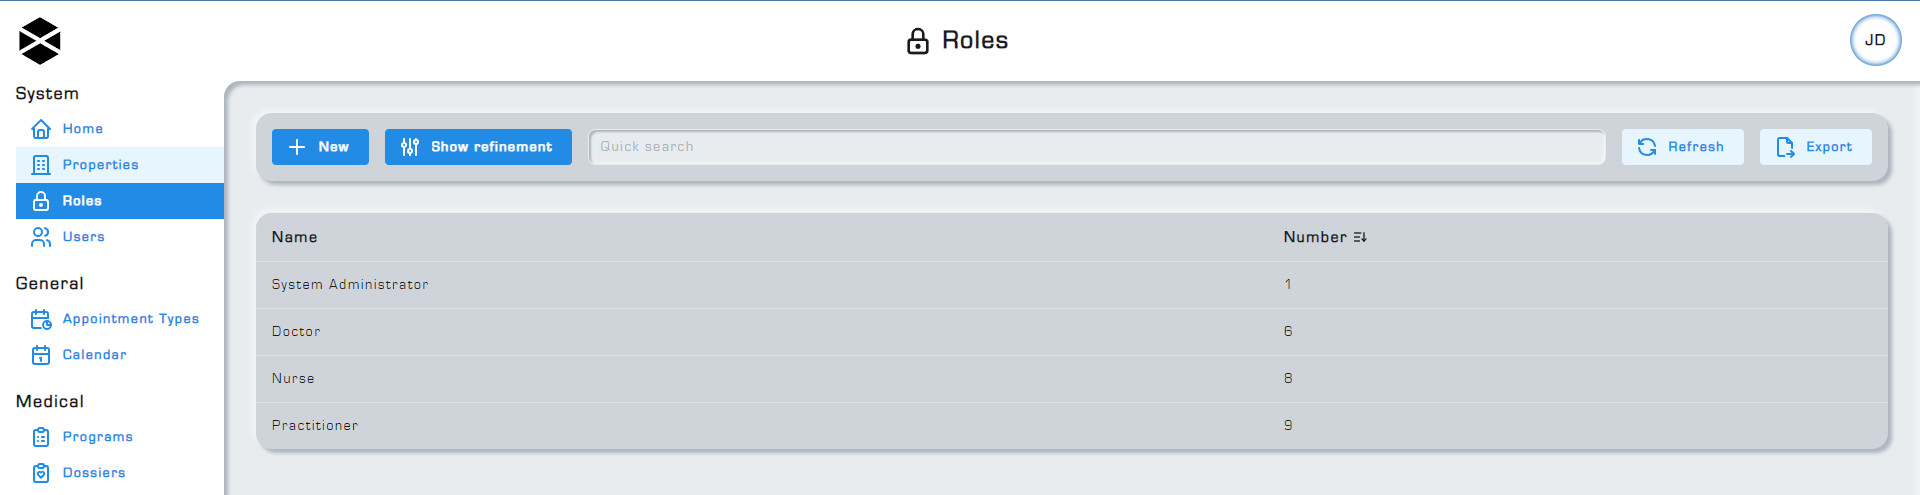 Roles
JD
System
Home
Properties
Roles
Users
General
Appointment Types
Calendar
Medical
Programs
Dossiers
New
Show refinement
Quick search
Refresh
Export
Name Number
System Administrator 1
Doctor 6
Nurse 8
Practitioner 9